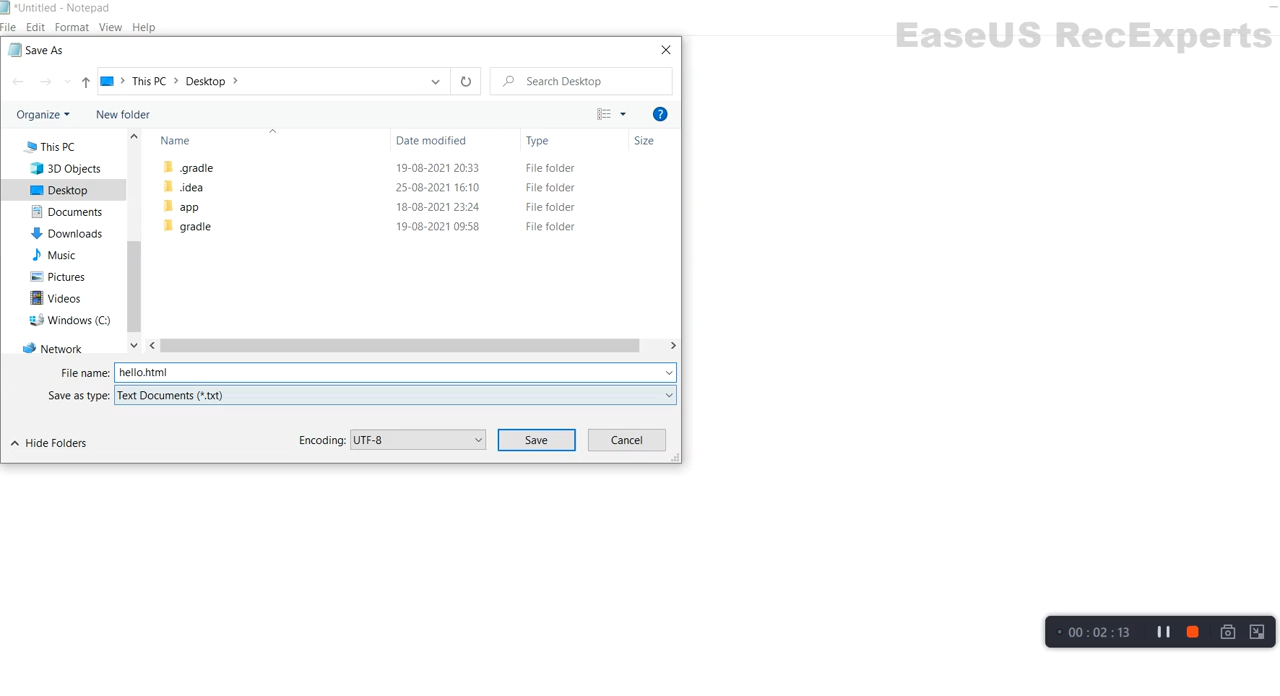 *Untitled - Notepad
File Edit Format View Help
EaseUS RecExperts
Save As
This PC Desktop
Search Desktop
Organize New folder
?
Name Date modified Type Size
This PC
3D Objects
Desktop
Documents
Downloads
Music
Pictures
Videos
Windows (C:)
Network
.gradle 19-08-2021 20:33 File folder
.idea 25-08-2021 16:10 File folder
app 18-08-2021 23:24 File folder
gradle 19-08-2021 09:58 File folder
File name: hello.html
Save as type: Text Documents (*.txt)
Hide Folders
Encoding: UTF-8
Save
Cancel
00 : 02 : 13